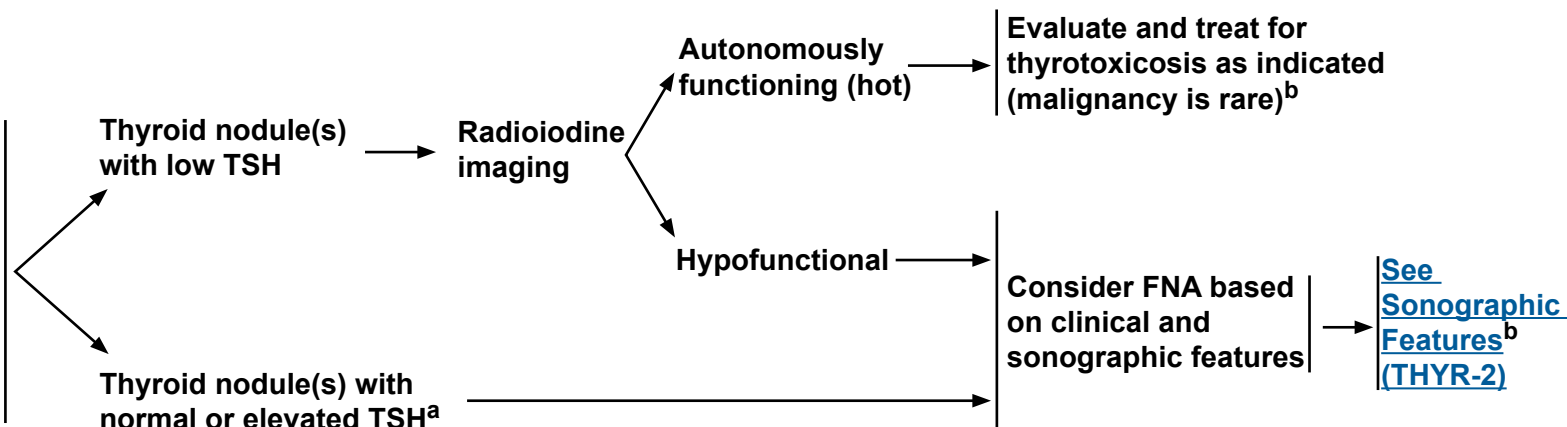 Thyroid nodule(s)
with low TSH
Radioiodine
imaging
Autonomously
functioning (hot)
Evaluate and treat for
thyrotoxicosis as indicated
(malignancy is rare)b
Hypofunctional
Thyroid nodule(s) with
normal or elevated TSHa
Consider FNA based
on clinical and
sonographic features
See
Sonographic
Featuresb
(THYR-2)